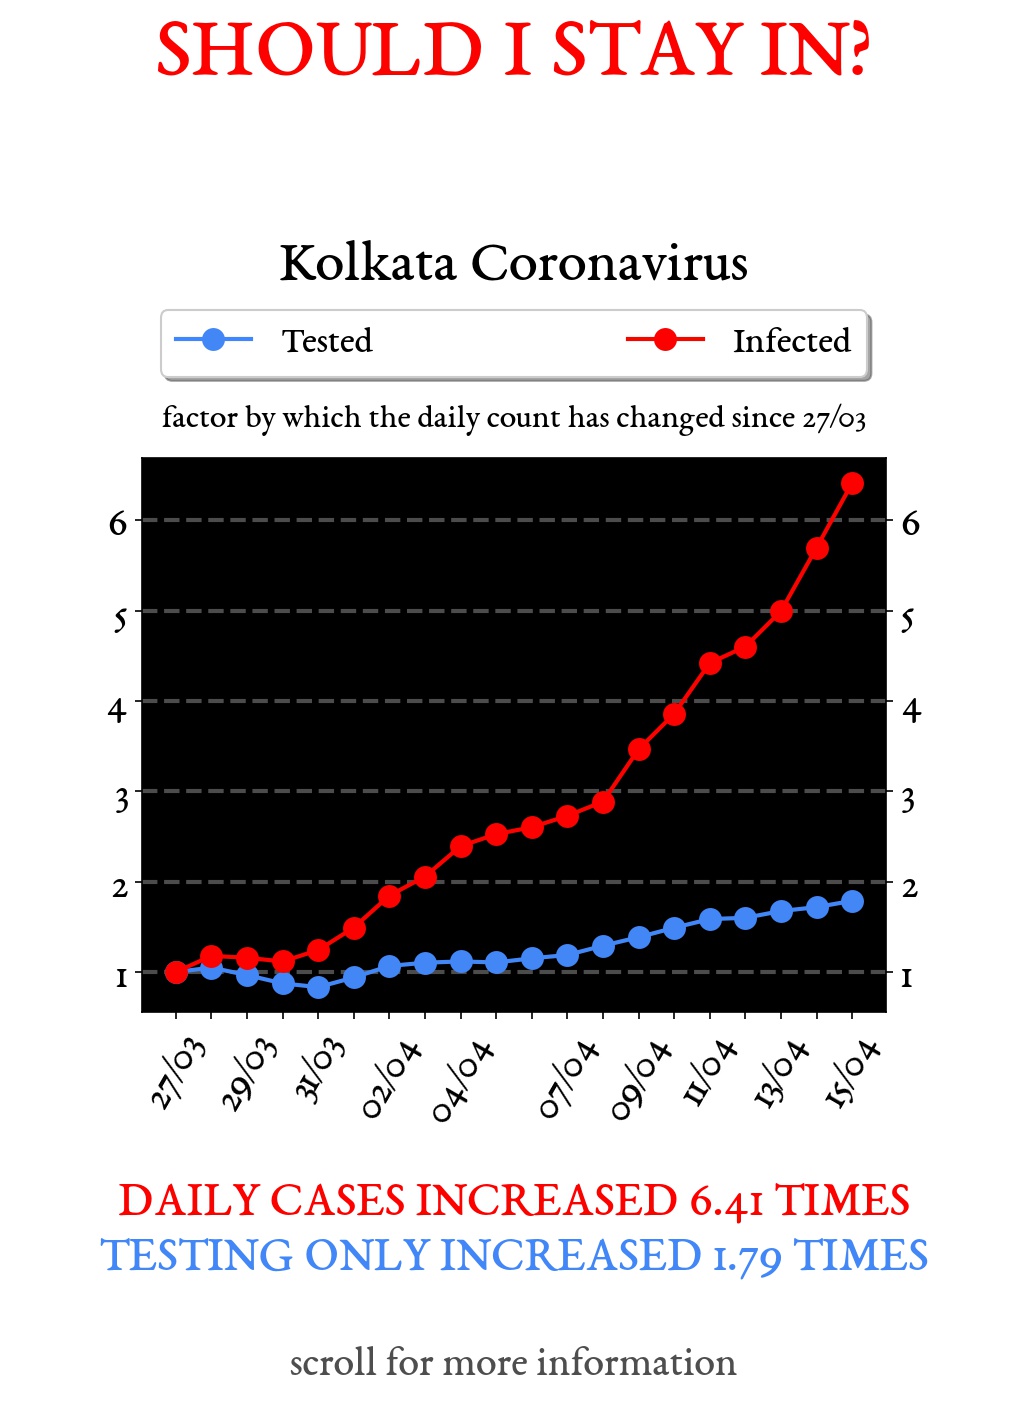 SHOULD I STAY IN?
Kolkata Coronavirus
Tested Infected
factor by which the daily count has changed since 27/03
6 6
5 5
4 4
3 3
2 2
1 1
27/03 29/03 31/03 02/04 04/04 07/04 09/04 11/04 13/04 15/04
DAILY CASES INCREASED 6.41 TIMES
TESTING ONLY INCREASED 1.79 TIMES
scroll for more information